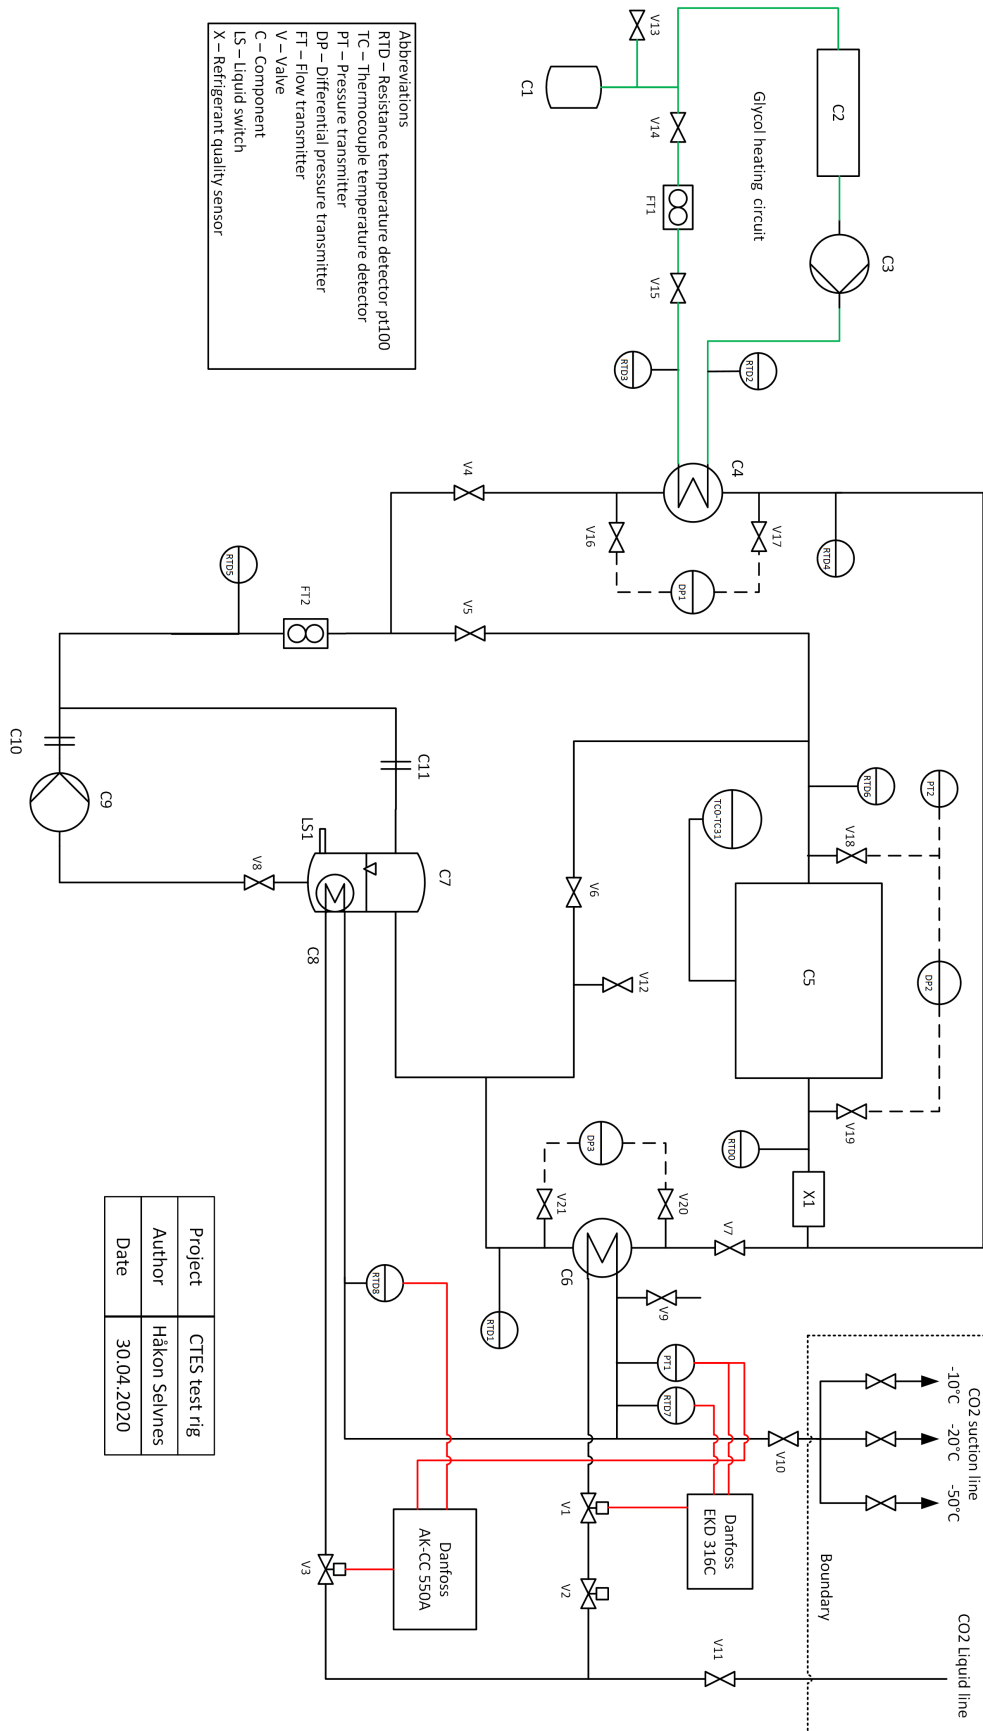 CO2 Liquid line
CO2 suction line
-10°C
-20°C
-50°C
Boundary
V11
V10
Danfoss
EKD 316C
Danfoss
AK-CC 550A
V1
V2
V3
V9
PT1
RTD7
RTD8
RTD1
C6
V7
V20
V21
DP3
X1
RTD0
V19
DP2
C5
V18
PT2
RTD6
TC0-TC31
V12
V6
C7
C8
LS1
V8
C11
C9
C10
FT2
RTD5
V5
V4
V16
V17
DP1
RTD4
C4
RTD2
RTD3
V15
FT1
V14
V13
C1
C2
C3
Glycol heating circuit
Abbreviations
RTD – Resistance temperature detector pt100
TC – Thermocouple temperature detector
PT – Pressure transmitter
DP – Differential pressure transmitter
FT – Flow transmitter
V – Valve
C – Component
LS – Liquid switch
X – Refrigerant quality sensor
Project CTES test rig
Author Håkon Selvnes
Date 30.04.2020